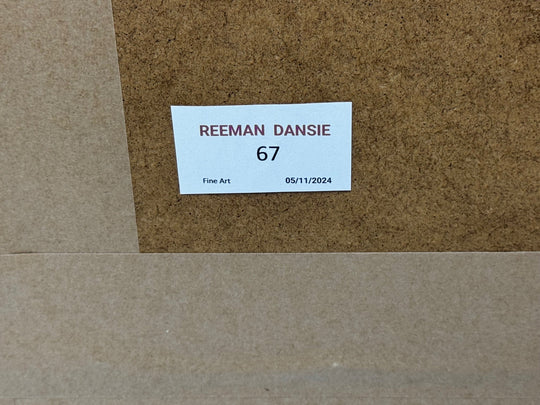 REEMAN DANSIE
67
Fine Art 05/11/2024